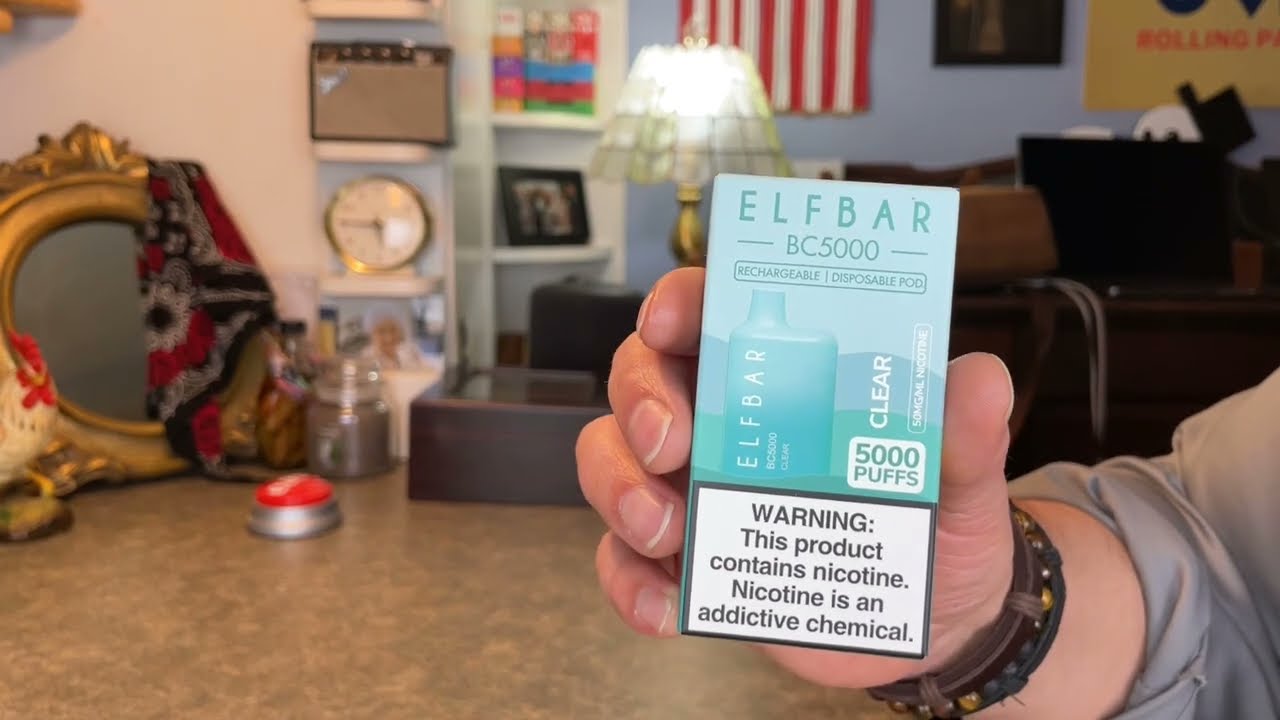 ROLLING PA
ELFBAR
BC5000
RECHARGEABLE | DISPOSABLE POD
ELFBAR
BC5000
CLEAR
CLEAR
50MG/ML NICOTINE
5000
PUFFS
WARNING:
This product
contains nicotine.
Nicotine is an
addictive chemical.